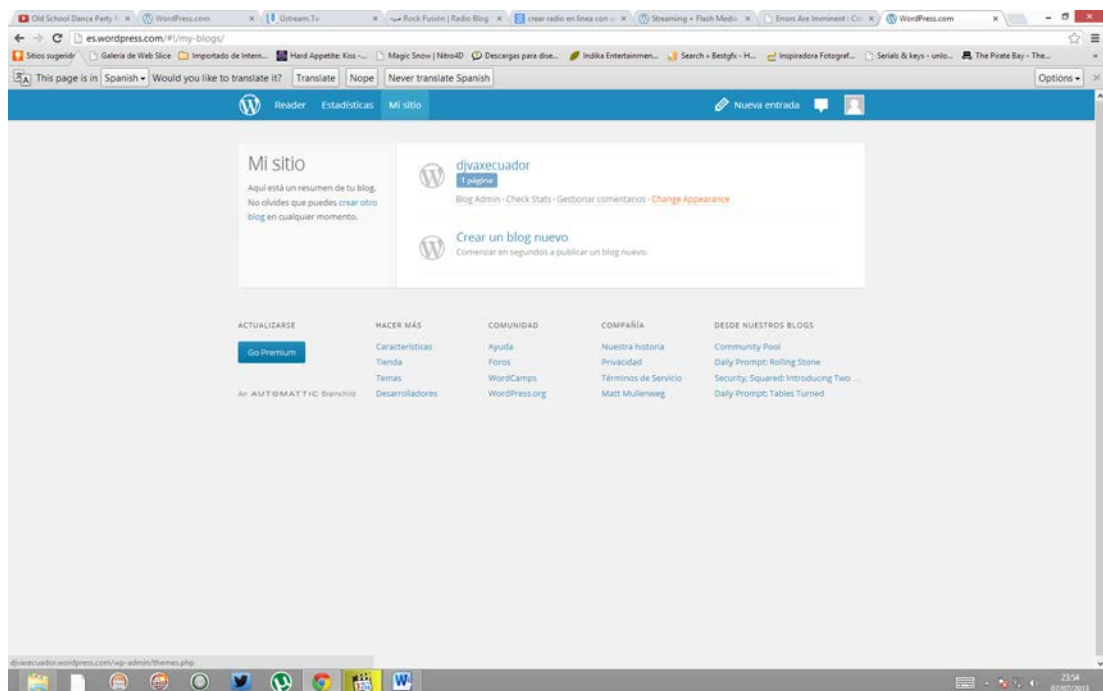 Old School Dance Party
WordPress.com
Ustream.Tv
Rock Fusión | Radio Blog
crear radio en linea con
Streaming + Flash Media
Errors Are Imminent
WordPress.com
es.wordpress.com/#!/my-blogs/
Sitios sugeridos
Galería de Web Slice
Importado de Intern...
Hard Appetite: Kiss -...
Magic Snow | Nitro4D
Descargas para dise...
Indika Entertainmen...
Search » Bestgfx - H...
Inspiradora Fotograf...
Serials & keys - unlo...
The Pirate Bay - The...
This page is in Spanish Would you like to translate it? Translate Nope Never translate Spanish Options
Reader Estadísticas Mi sitio Nueva entrada
Mi sitio
Aquí está un resumen de tu blog.
No olvides que puedes crear otro
blog en cualquier momento.
djvaxecuador
1 página
Blog Admin · Check Stats · Gestionar comentarios · Change Appearance
Crear un blog nuevo
Comenzar en segundos a publicar un blog nuevo.
ACTUALIZARSE
Go Premium
An AUTOMATTIC Brainchild
HACER MÁS
Características
Tienda
Temas
Desarrolladores
COMUNIDAD
Ayuda
Foros
WordCamps
WordPress.org
COMPAÑÍA
Nuestra historia
Privacidad
Términos de Servicio
Matt Mullenweg
DESDE NUESTROS BLOGS
Community Pool
Daily Prompt: Rolling Stone
Security, Squared: Introducing Two ...
Daily Prompt: Tables Turned
djvaxecuador.wordpress.com/wp-admin/themes.php
23:54
07/07/2013